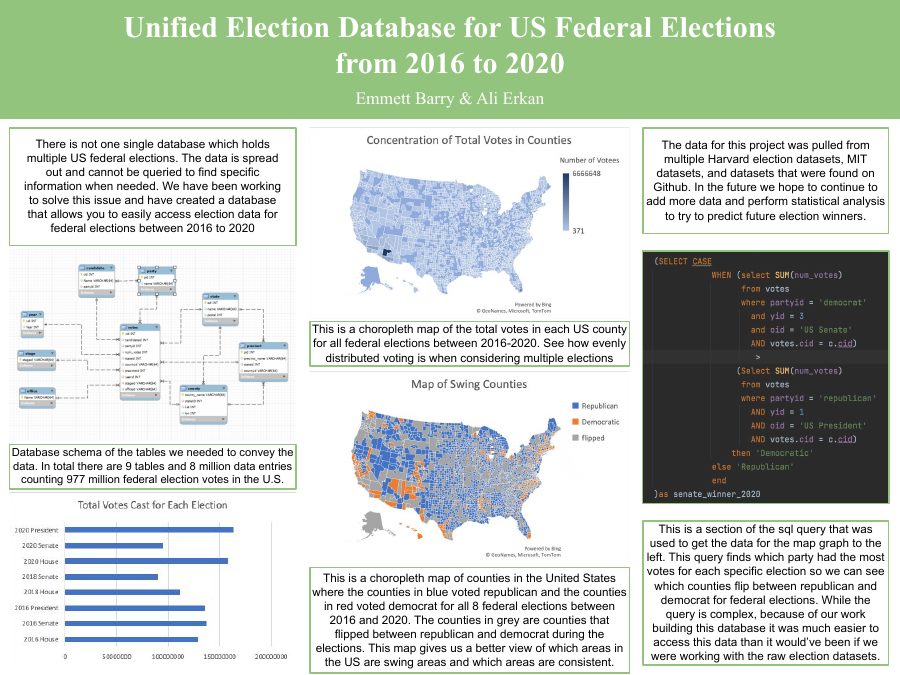 Unified Election Database for US Federal Elections
from 2016 to 2020
Emmett Barry & Ali Erkan
There is not one single database which holds
multiple US federal elections. The data is spread
out and cannot be queried to find specific
information when needed. We have been working
to solve this issue and have created a database
that allows you to easily access election data for
federal elections between 2016 to 2020
candidate
party
state
year
votes
stage
precinct
office
county
Database schema of the tables we needed to convey the
data. In total there are 9 tables and 8 million data entries
counting 977 million federal election votes in the U.S.
Total Votes Cast for Each Election
2020 President
2020 Senate
2020 House
2018 Senate
2018 House
2016 President
2016 Senate
2016 House
0 50000000 100000000 150000000 200000000
Concentration of Total Votes in Counties
Number of Votees
6666648
371
Powered by Bing
© GeoNames, Microsoft, TomTom
This is a choropleth map of the total votes in each US county
for all federal elections between 2016-2020. See how evenly
distributed voting is when considering multiple elections
Map of Swing Counties
Republican
Democratic
flipped
Powered by Bing
© GeoNames, Microsoft, TomTom
This is a choropleth map of counties in the United States
where the counties in blue voted republican and the counties
in red voted democrat for all 8 federal elections between
2016 and 2020. The counties in grey are counties that
flipped between republican and democrat during the
elections. This map gives us a better view of which areas in
the US are swing areas and which areas are consistent.
The data for this project was pulled from
multiple Harvard election datasets, MIT
datasets, and datasets that were found on
Github. In the future we hope to continue to
add more data and perform statistical analysis
to try to predict future election winners.
(SELECT CASE
WHEN (select SUM(num_votes)
from votes
where partyid = 'democrat'
and yid = 3
and oid = 'US Senate'
AND votes.cid = c.cid)
>
(Select SUM(num_votes)
from votes
where partyid = 'republican'
AND yid = 1
AND oid = 'US President'
AND votes.cid = c.cid)
then 'Democratic'
else 'Republican'
end
)as senate_winner_2020
This is a section of the sql query that was
used to get the data for the map graph to the
left. This query finds which party had the most
votes for each specific election so we can see
which counties flip between republican and
democrat for federal elections. While the
query is complex, because of our work
building this database it was much easier to
access this data than it would've been if we
were working with the raw election datasets.